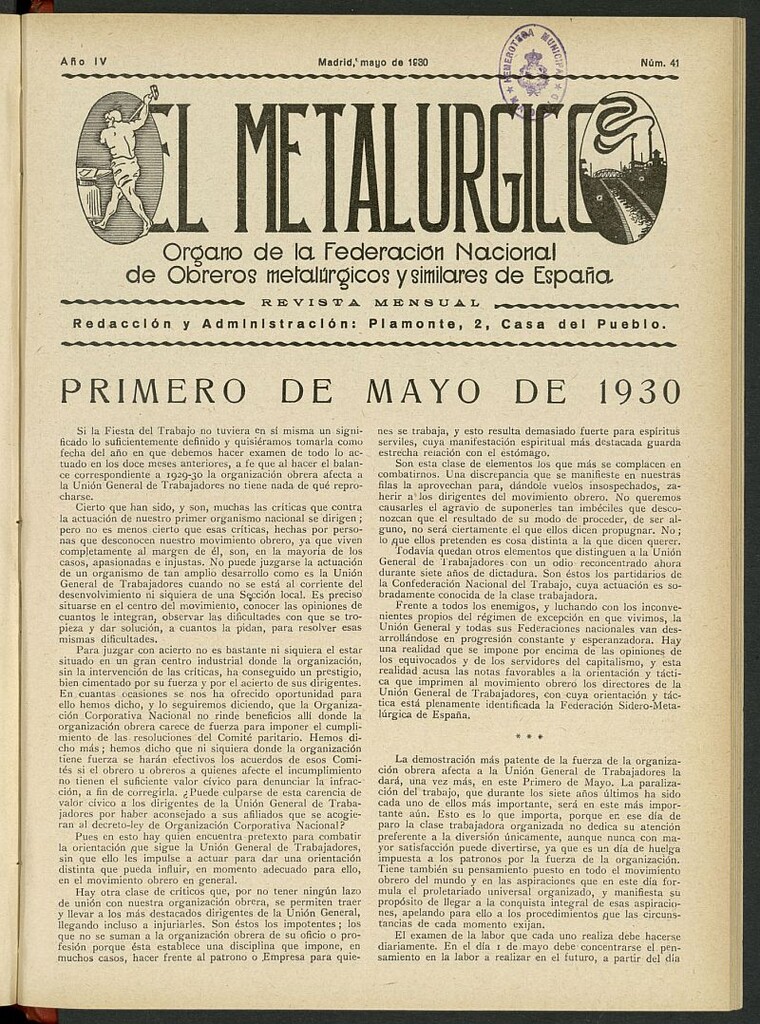 Año IV
Madrid, mayo de 1930
Núm. 41
HEMEROTECA MUNICIPAL
EL METALURGICO
Organo de la Federación Nacional
de Obreros metalúrgicos y similares de España
REVISTA MENSUAL
Redacción y Administración: Piamonte, 2, Casa del Pueblo.
PRIMERO DE MAYO DE 1930
Si la Fiesta del Trabajo no tuviera en sí misma un signi-
ficado lo suficientemente definido y quisiéramos tomarla como
fecha del año en que debemos hacer examen de todo lo ac-
tuado en los doce meses anteriores, a fe que al hacer el balan-
ce correspondiente a 1929-30 la organización obrera afecta a
la Unión General de Trabajadores no tiene nada de qué repro-
charse.
Cierto que han sido, y son, muchas las críticas que contra
la actuación de nuestro primer organismo nacional se dirigen;
pero no es menos cierto que esas críticas, hechas por perso-
nas que desconocen nuestro movimiento obrero, ya que viven
completamente al margen de él, son, en la mayoría de los
casos, apasionadas e injustas. No puede juzgarse la actuación
de un organismo de tan amplio desarrollo como es la Unión
General de Trabajadores cuando no se está al corriente del
desenvolvimiento ni siquiera de una Sección local. Es preciso
situarse en el centro del movimiento, conocer las opiniones de
cuantos le integran, observar las dificultades con que se tro-
pieza y dar solución, a cuantos la pidan, para resolver esas
mismas dificultades.
Para juzgar con acierto no es bastante ni siquiera el estar
situado en un gran centro industrial donde la organización,
sin la intervención de las críticas, ha conseguido un prestigio,
bien cimentado por su fuerza y por el acierto de sus dirigentes.
En cuantas ocasiones se nos ha ofrecido oportunidad para
ello hemos dicho, y lo seguiremos diciendo, que la Organiza-
ción Corporativa Nacional no rinde beneficios allí donde la
organización obrera carece de fuerza para imponer el cumpli-
miento de las resoluciones del Comité paritario. Hemos di-
cho más; hemos dicho que ni siquiera donde la organización
tiene fuerza se harán efectivos los acuerdos de esos Comi-
tés si el obrero u obreros a quienes afecte el incumplimiento
no tienen el suficiente valor cívico para denunciar la infrac-
ción, a fin de corregirla. ¿Puede culparse de esta carencia de
valor cívico a los dirigentes de la Unión General de Traba-
jadores por haber aconsejado a sus afiliados que se acogie-
ran al decreto-ley de Organización Corporativa Nacional?
Pues en esto hay quien encuentra pretexto para combatir
la orientación que sigue la Unión General de Trabajadores,
sin que ello les impulse a actuar para dar una orientación
distinta que pueda influir, en momento adecuado para ello,
en el movimiento obrero en general.
Hay otra clase de críticos que, por no tener ningún lazo
de unión con nuestra organización obrera, se permiten traer
y llevar a los más destacados dirigentes de la Unión General,
llegando incluso a injuriarles. Son éstos los impotentes; los
que no se suman a la organización obrera de su oficio o pro-
fesión porque ésta establece una disciplina que impone, en
muchos casos, hacer frente al patrono o Empresa para quie-
nes se trabaja, y esto resulta demasiado fuerte para espíritus
serviles, cuya manifestación espiritual más destacada guarda
estrecha relación con el estómago.
Son esta clase de elementos los que más se complacen en
combatirnos. Una discrepancia que se manifieste en nuestras
filas la aprovechan para, dándole vuelos insospechados, za-
herir a los dirigentes del movimiento obrero. No queremos
causarles el agravio de suponerles tan imbéciles que desco-
nozcan que el resultado de su modo de proceder, de ser al-
guno, no será ciertamente el que ellos dicen propugnar. No;
lo que ellos pretenden es cosa distinta a la que dicen querer.
Todavía quedan otros elementos que distinguen a la Unión
General de Trabajadores con un odio reconcentrado ahora
durante siete años de dictadura. Son éstos los partidarios de
la Confederación Nacional del Trabajo, cuya actuación es so-
bradamente conocida de la clase trabajadora.
Frente a todos los enemigos, y luchando con los inconve-
nientes propios del régimen de excepción en que vivimos, la
Unión General y todas sus Federaciones nacionales van des-
arrollándose en progresión constante y esperanzadora. Hay
una realidad que se impone por encima de las opiniones de
los equivocados y de los servidores del capitalismo, y esta
realidad acusa las notas favorables a la orientación y tácti-
ca que imprimen al movimiento obrero los directores de la
Unión General de Trabajadores, con cuya orientación y tác-
tica está plenamente identificada la Federación Sidero-Meta-
lúrgica de España.
* * *
La demostración más patente de la fuerza de la organiza-
ción obrera afecta a la Unión General de Trabajadores la
dará, una vez más, en este Primero de Mayo. La paraliza-
ción del trabajo, que durante los siete años últimos ha sido
cada uno de ellos más importante, será en este más impor-
tante aún. Esto es lo que importa, porque en ese día de
paro la clase trabajadora organizada no dedica su atención
preferente a la diversión únicamente, aunque nunca con ma-
yor satisfacción puede divertirse, ya que es un día de huelga
impuesta a los patronos por la fuerza de la organización.
Tiene también su pensamiento puesto en todo el movimiento
obrero del mundo y en las aspiraciones que en este día for-
mula el proletariado universal organizado, y manifiesta su
propósito de llegar a la conquista integral de esas aspiracio-
nes, apelando para ello a los procedimientos que las circuns-
tancias de cada momento exijan.
El examen de la labor que cada uno realiza debe hacerse
diariamente. En el día 1 de mayo debe concentrarse el pen-
samiento en la labor a realizar en el futuro, a partir del día